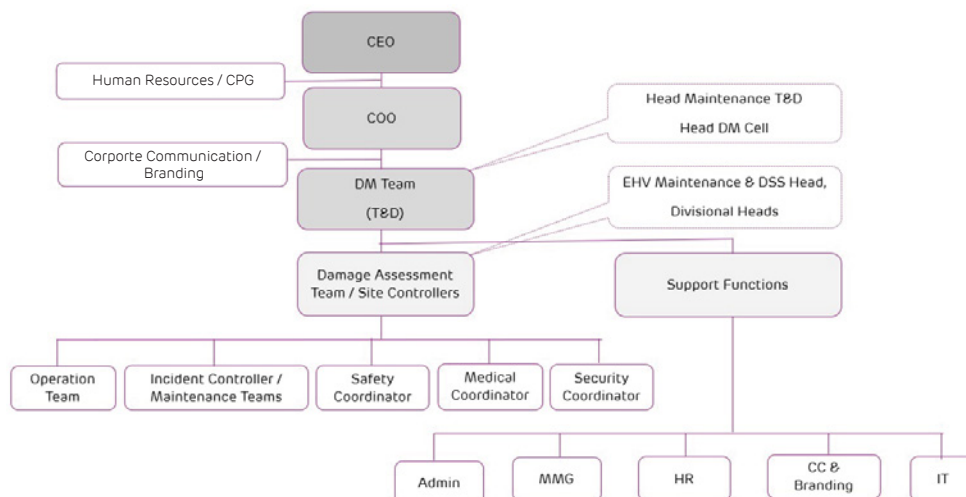 CEO
Human Resources / CPG
COO
Head Maintenance T&D
Head DM Cell
Corporte Communication /
Branding
DM Team
(T&D)
EHV Maintenance & DSS Head,
Divisional Heads
Damage Assessment
Team / Site Controllers
Support Functions
Operation
Team
Incident Controller /
Maintenance Teams
Safety
Coordinator
Medical
Coordinator
Security
Coordinator
Admin
MMG
HR
CC &
Branding
IT